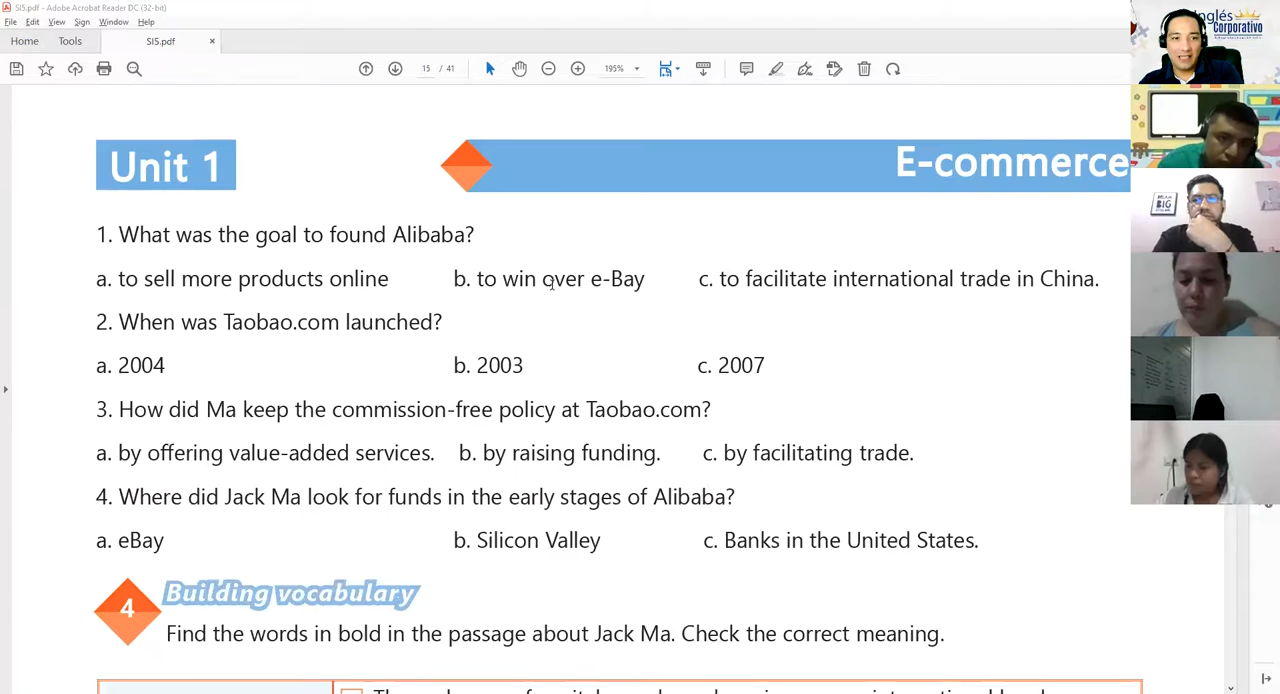 SI5.pdf - Adobe Acrobat Reader DC (32-bit)
File Edit View Sign Window Help
Home Tools SI5.pdf ×
15 / 41 195%
Inglés
Corporativo
BIG
Unit 1 E-commerce
1. What was the goal to found Alibaba?
a. to sell more products online b. to win over e-Bay c. to facilitate international trade in China.
2. When was Taobao.com launched?
a. 2004 b. 2003 c. 2007
3. How did Ma keep the commission-free policy at Taobao.com?
a. by offering value-added services. b. by raising funding. c. by facilitating trade.
4. Where did Jack Ma look for funds in the early stages of Alibaba?
a. eBay b. Silicon Valley c. Banks in the United States.
4 Building vocabulary
Find the words in bold in the passage about Jack Ma. Check the correct meaning.